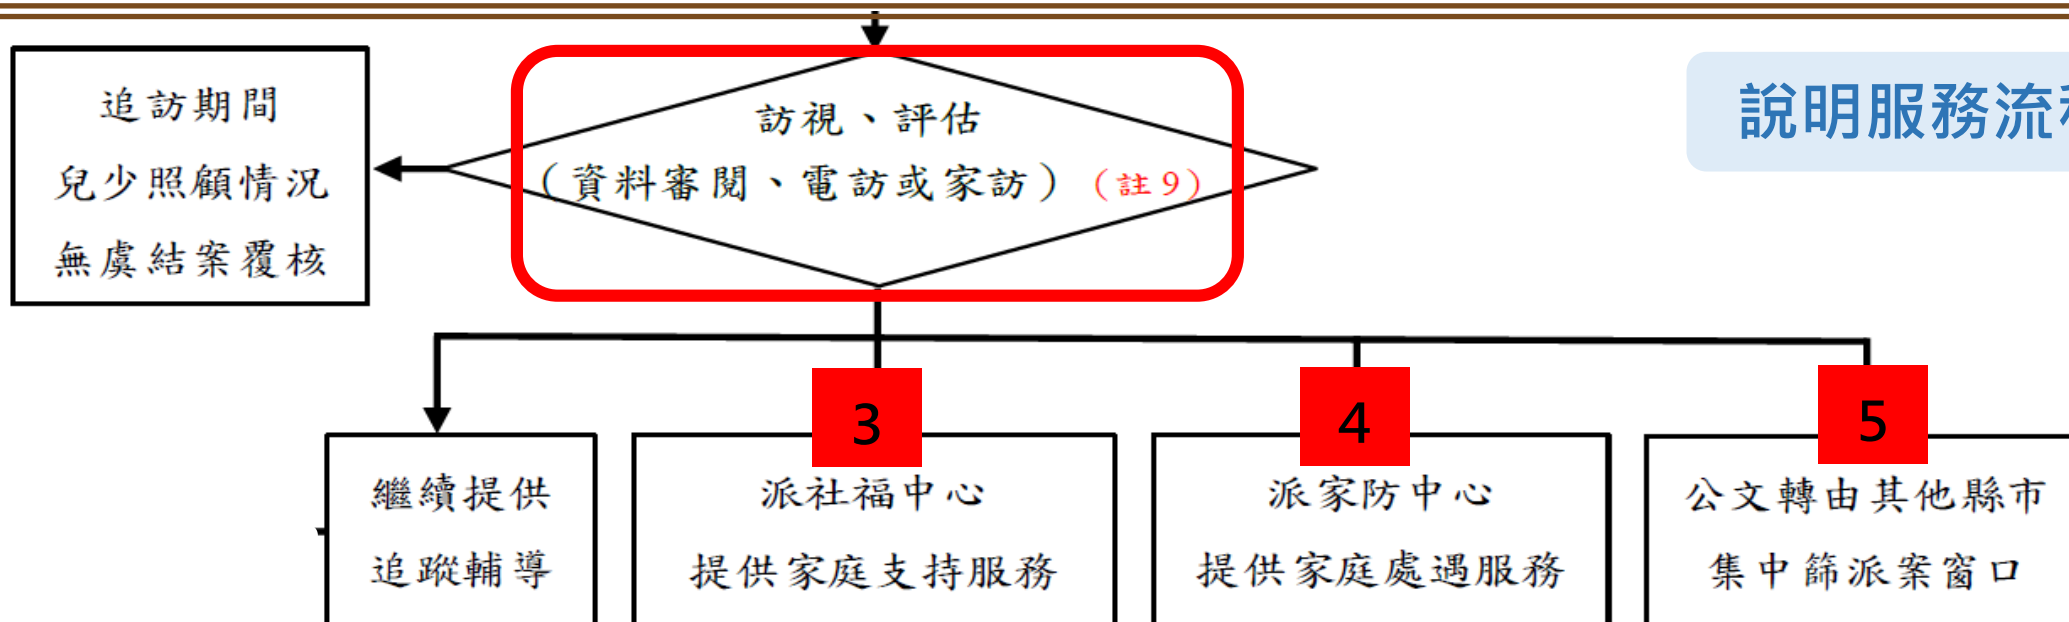 說明服務流
訪視、評估
（資料審閱、電訪或家訪）（註9）
追訪期間
兒少照顧情況
無虞結案覆核
3
4
5
繼續提供
追蹤輔導
派社福中心
提供家庭支持服務
派家防中心
提供家庭處遇服務
公文轉由其他縣市
集中篩派案窗口